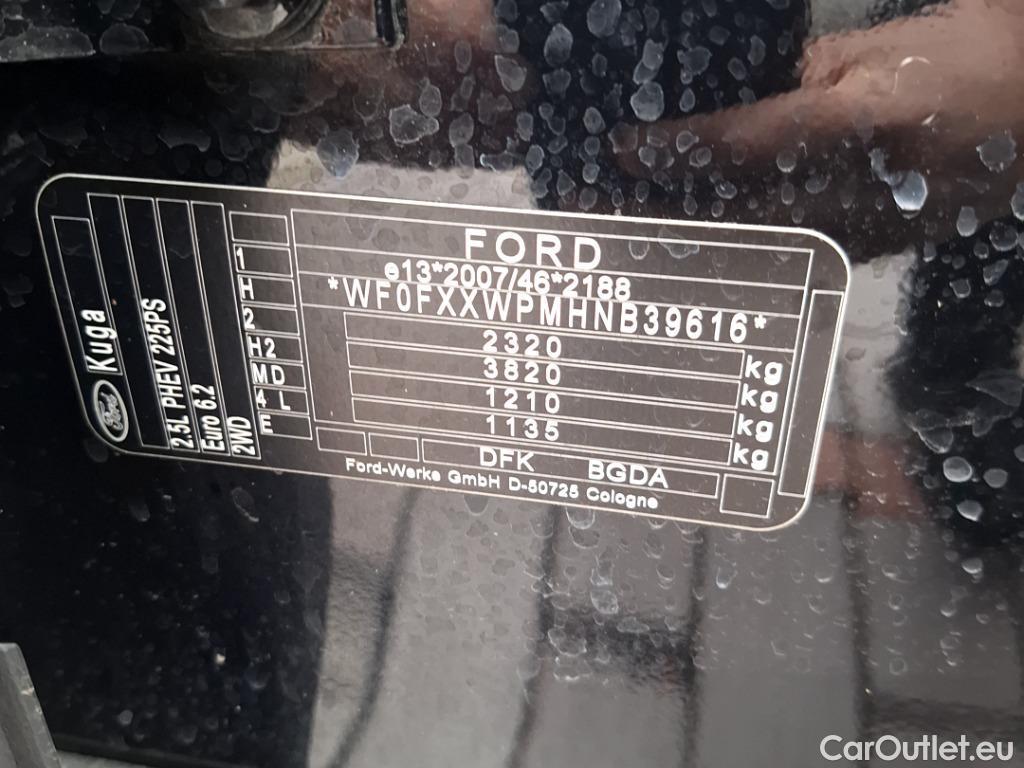 FORD
e13*2007/46*2188
*WF0FXXWPMHNB39616*
2320 kg
3820 kg
1210 kg
1135 kg
DFK BGDA
Ford-Werke GmbH D-50725 Cologne
Ford Kuga
2.5L PHEV 225PS
Euro 6.2
2WD
1
H
2
H2
MD
4 L
E
CarOutlet.eu